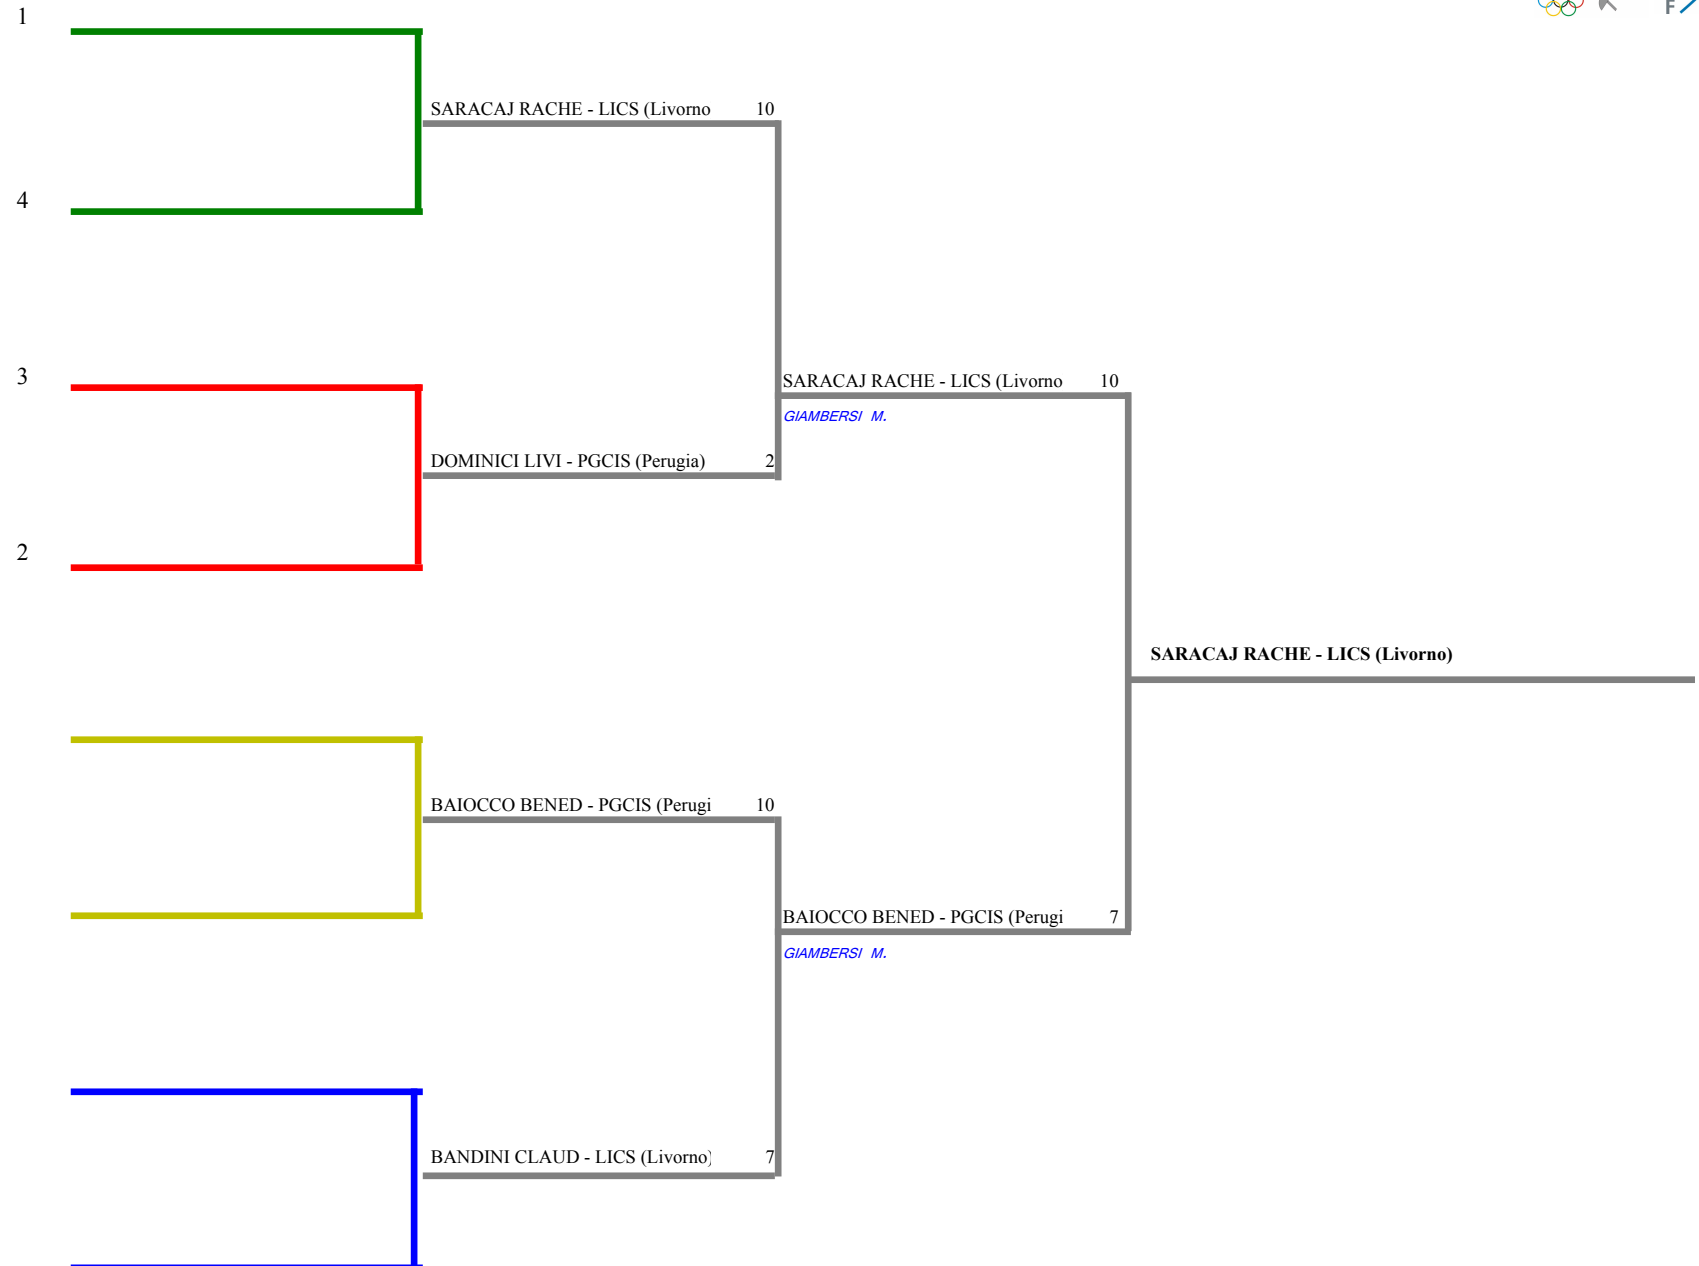 1
SARACAJ RACHE - LICS (Livorno 10
4
3
SARACAJ RACHE - LICS (Livorno 10
GIAMBERSI M.
DOMINICI LIVI - PGCIS (Perugia) 2
2
SARACAJ RACHE - LICS (Livorno)
BAIOCCO BENED - PGCIS (Perugi 10
BAIOCCO BENED - PGCIS (Perugi 7
GIAMBERSI M.
BANDINI CLAUD - LICS (Livorno) 7
F